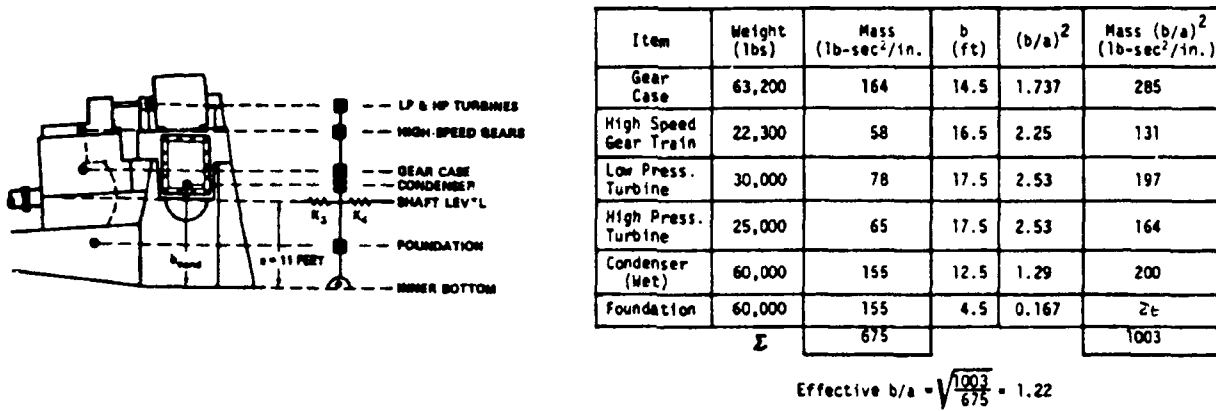 LP & HP TURBINES
HIGH-SPEED GEARS
GEAR CASE
CONDENSER
SHAFT LEVEL
K3 K4
FOUNDATION
bcond
a = 11 FEET
INNER BOTTOM
Item Weight (lbs) Mass (lb-sec²/in. b (ft) (b/a)² Mass (b/a)² (lb-sec²/in.)
Gear Case 63,200 164 14.5 1.737 285
High Speed Gear Train 22,300 58 16.5 2.25 131
Low Press. Turbine 30,000 78 17.5 2.53 197
High Press. Turbine 25,000 65 17.5 2.53 164
Condenser (Wet) 60,000 155 12.5 1.29 200
Foundation 60,000 155 4.5 0.167
Σ 675 1003
Effective b/a = √1003/675 = 1.22